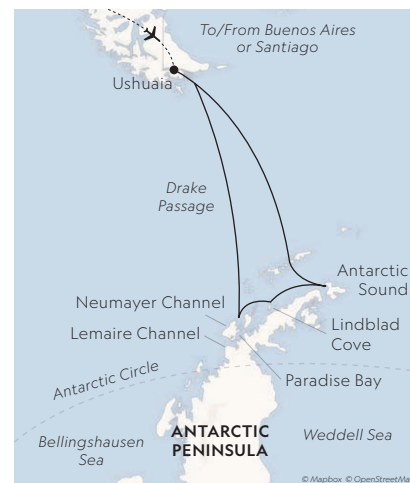 To/From Buenos Aires
or Santiago
Ushuaia
Drake
Passage
Antarctic
Sound
Neumayer Channel
Lindblad
Cove
Lemaire Channel
Paradise Bay
Antarctic Circle
ANTARCTIC
PENINSULA
Weddell Sea
Bellingshausen
Sea
© Mapbox © OpenStreetMa